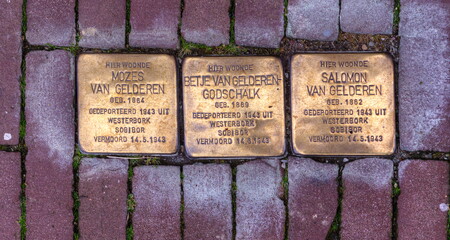 HIER WOONDE
MOZES
VAN GELDEREN
GEB. 1864
GEDEPORTEERD 1943 UIT
WESTERBORK
SOBIBOR
VERMOORD 14.5.1943
HIER WOONDE
BETJE VAN GELDEREN-
GODSCHALK
GEB. 1869
GEDEPORTEERD 1943 UIT
WESTERBORK
SOBIBOR
VERMOORD 14.5.1943
HIER WOONDE
SALOMON
VAN GELDEREN
GEB. 1862
GEDEPORTEERD 1943 UIT
WESTERBORK
SOBIBOR
VERMOORD 14.5.1943